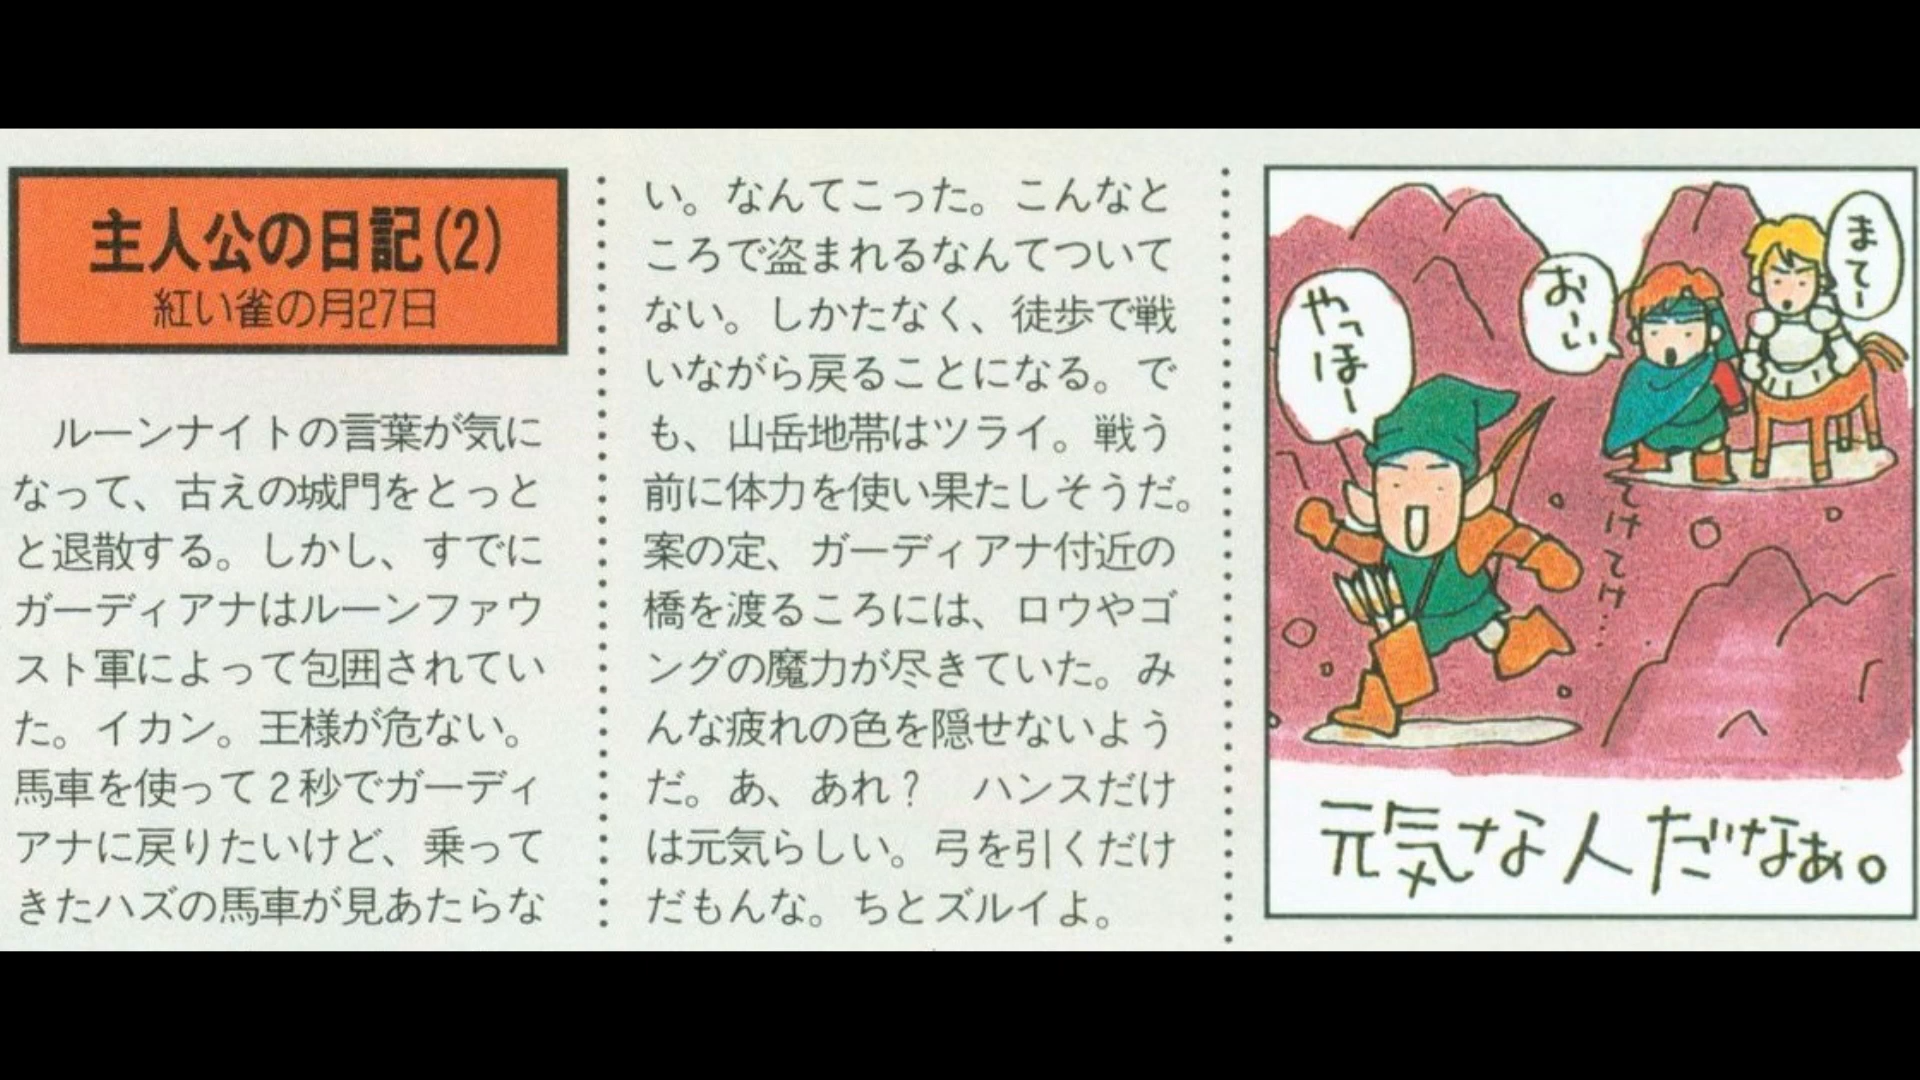 主人公の日記(2)
紅い雀の月27日
ルーンナイトの言葉が気に
なって、古えの城門をとっと
と退散する。しかし、すでに
ガーディアナはルーンファウ
スト軍によって包囲されてい
た。イカン。王様が危ない。
馬車を使って2秒でガーディ
アナに戻りたいけど、乗って
きたハズの馬車が見あたらな
い。なんてこった。こんなと
ころで盗まれるなんてついて
ない。しかたなく、徒歩で戦
いながら戻ることになる。で
も、山岳地帯はツライ。戦う
前に体力を使い果たしそうだ。
案の定、ガーディアナ付近の
橋を渡るころには、ロウやゴ
ングの魔力が尽きていた。み
んな疲れの色を隠せないよう
だ。あ、あれ? ハンスだけ
は元気らしい。弓を引くだけ
だもんな。ちとズルイよ。
まてー
おーい
やっほー
てけてけ…
元気な人だなぁ。